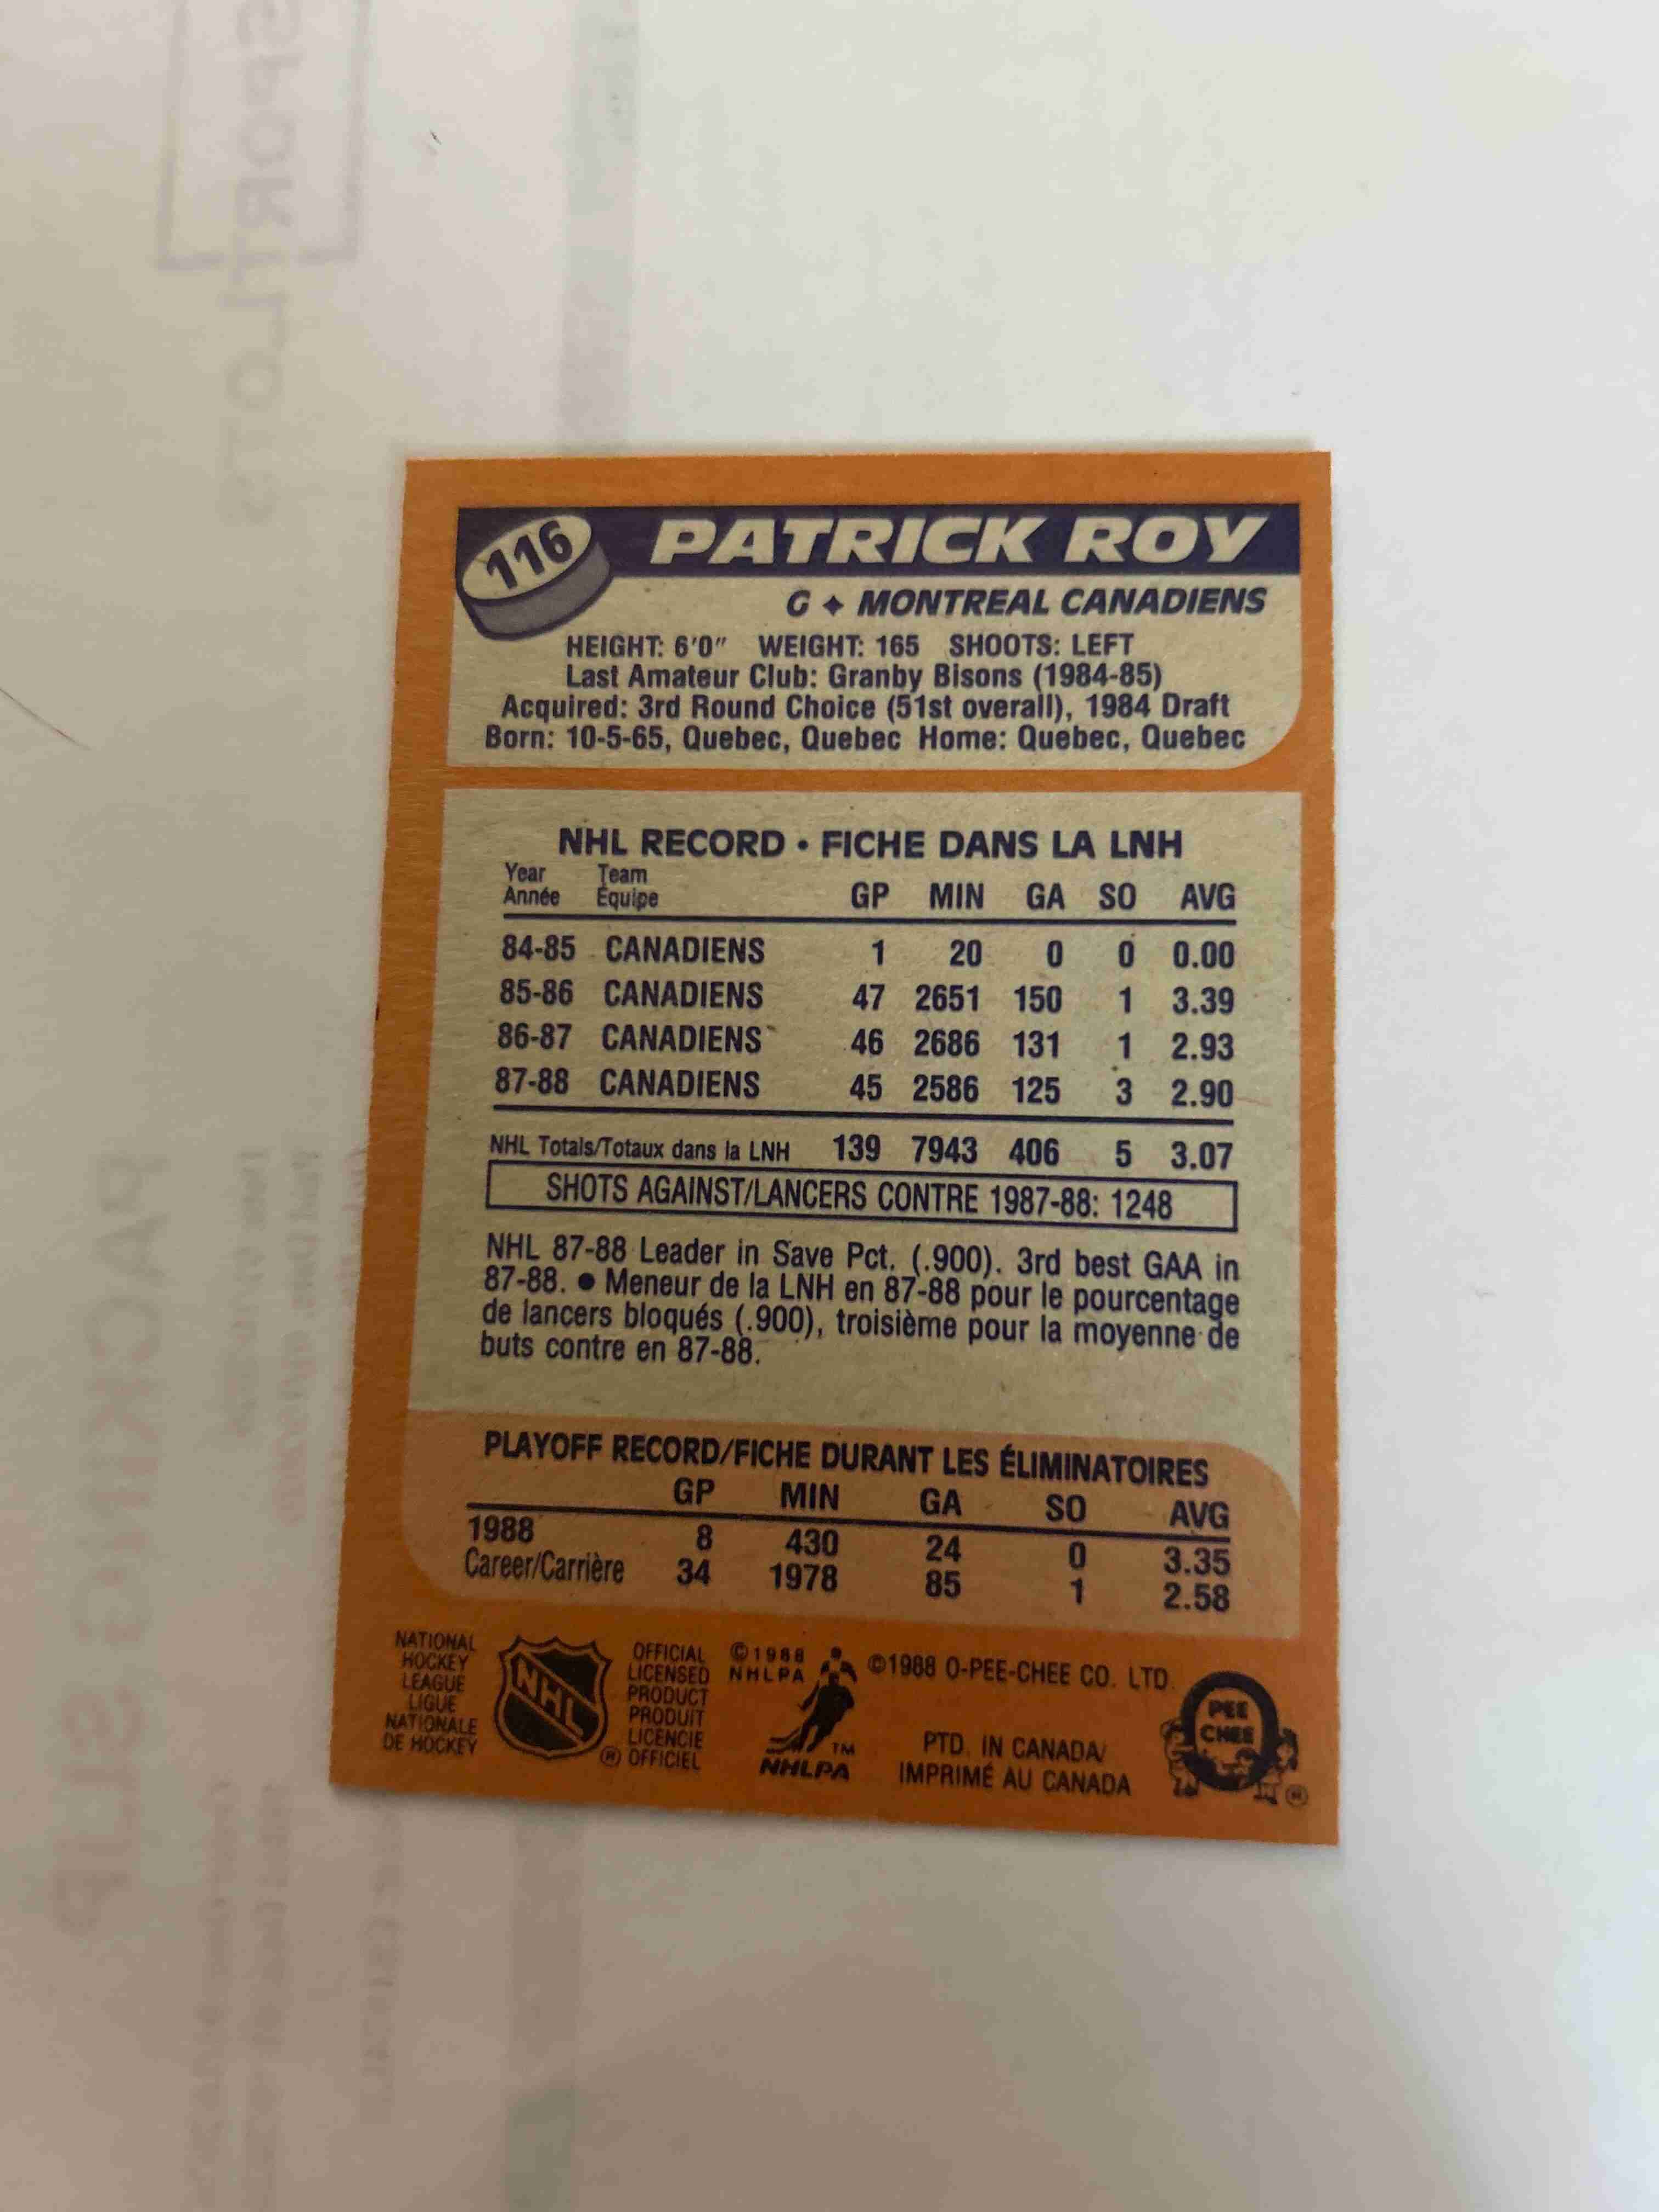 116
PATRICK ROY
G ✦ MONTREAL CANADIENS
HEIGHT: 6'0" WEIGHT: 165 SHOOTS: LEFT
Last Amateur Club: Granby Bisons (1984-85)
Acquired: 3rd Round Choice (51st overall), 1984 Draft
Born: 10-5-65, Quebec, Quebec Home: Quebec, Quebec
NHL RECORD • FICHE DANS LA LNH
Year Team
Année Équipe GP MIN GA SO AVG
84-85 CANADIENS 1 20 0 0 0.00
85-86 CANADIENS 47 2651 150 1 3.39
86-87 CANADIENS 46 2686 131 1 2.93
87-88 CANADIENS 45 2586 125 3 2.90
NHL Totals/Totaux dans la LNH 139 7943 406 5 3.07
SHOTS AGAINST/LANCERS CONTRE 1987-88: 1248
NHL 87-88 Leader in Save Pct. (.900). 3rd best GAA in
87-88. ● Meneur de la LNH en 87-88 pour le pourcentage
de lancers bloqués (.900), troisième pour la moyenne de
buts contre en 87-88.
PLAYOFF RECORD/FICHE DURANT LES ÉLIMINATOIRES
GP MIN GA SO AVG
1988 8 430 24 0 3.35
Career/Carrière 34 1978 85 1 2.58
NATIONAL
HOCKEY
LEAGUE
LIGUE
NATIONALE
DE HOCKEY
NHL
OFFICIAL
LICENSED
PRODUCT
PRODUIT
LICENCIE
® OFFICIEL
©1988
NHLPA
TM
NHLPA
©1988 O-PEE-CHEE CO. LTD.
PTD. IN CANADA/
IMPRIMÉ AU CANADA
PEE
CHEE
®
SPORTLOTS
PACKING SLIP